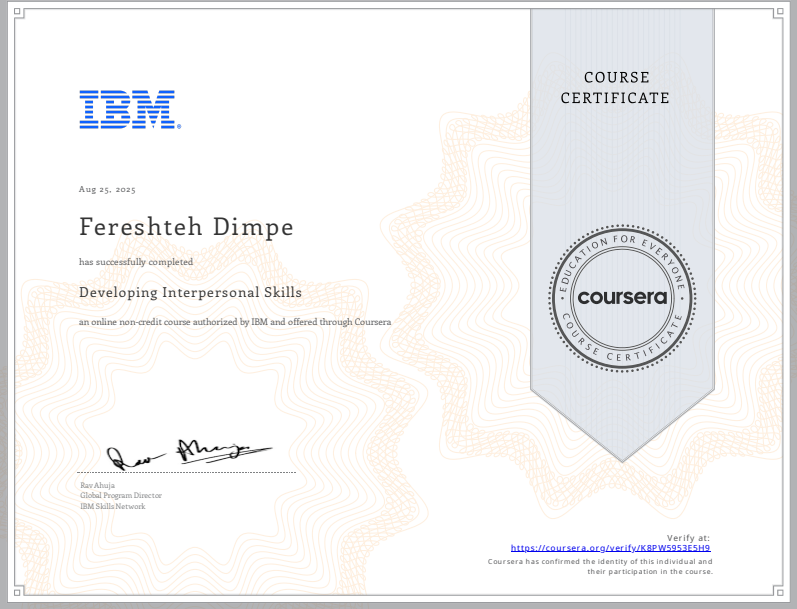 COURSE
CERTIFICATE
IBM®
Aug 25, 2025
Fereshteh Dimpe
has successfully completed
Developing Interpersonal Skills
an online non-credit course authorized by IBM and offered through Coursera
EDUCATION FOR EVERYONE
coursera
COURSE CERTIFICATE
Rav Ahuja
Rav Ahuja
Global Program Director
IBM Skills Network
Verify at:
https://coursera.org/verify/K8PW5953E5H9
Coursera has confirmed the identity of this individual and
their participation in the course.